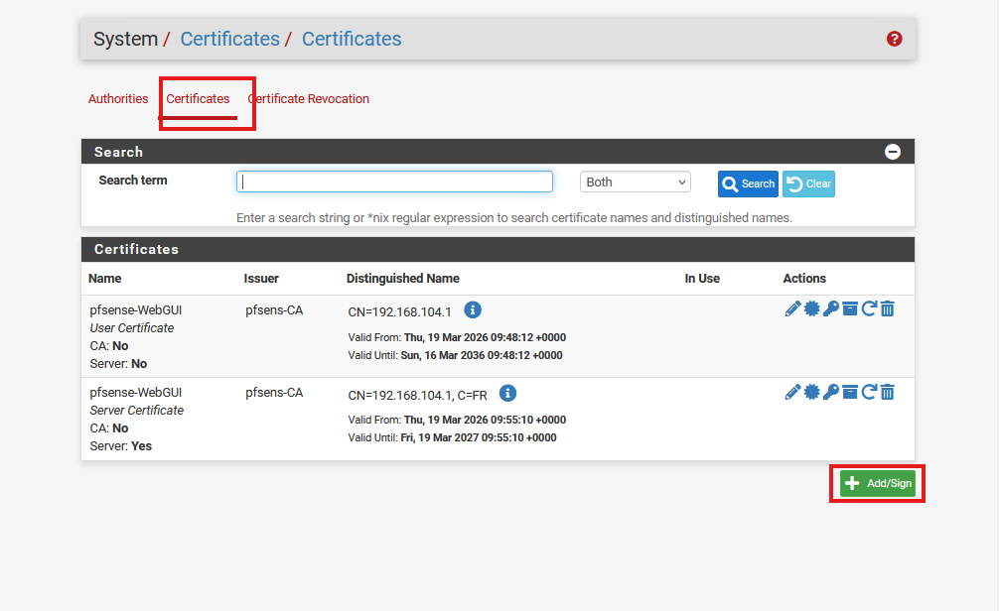 System / Certificates / Certificates
Authorities Certificates Certificate Revocation
Search
Search term Both Search Clear
Enter a search string or *nix regular expression to search certificate names and distinguished names.
Certificates
Name Issuer Distinguished Name In Use Actions
pfsense-WebGUI pfsens-CA CN=192.168.104.1
User Certificate
Valid From: Thu, 19 Mar 2026 09:48:12 +0000
CA: No
Valid Until: Sun, 16 Mar 2036 09:48:12 +0000
Server: No
pfsense-WebGUI pfsens-CA CN=192.168.104.1, C=FR
Server Certificate
Valid From: Thu, 19 Mar 2026 09:55:10 +0000
CA: No
Valid Until: Fri, 19 Mar 2027 09:55:10 +0000
Server: Yes
Add/Sign